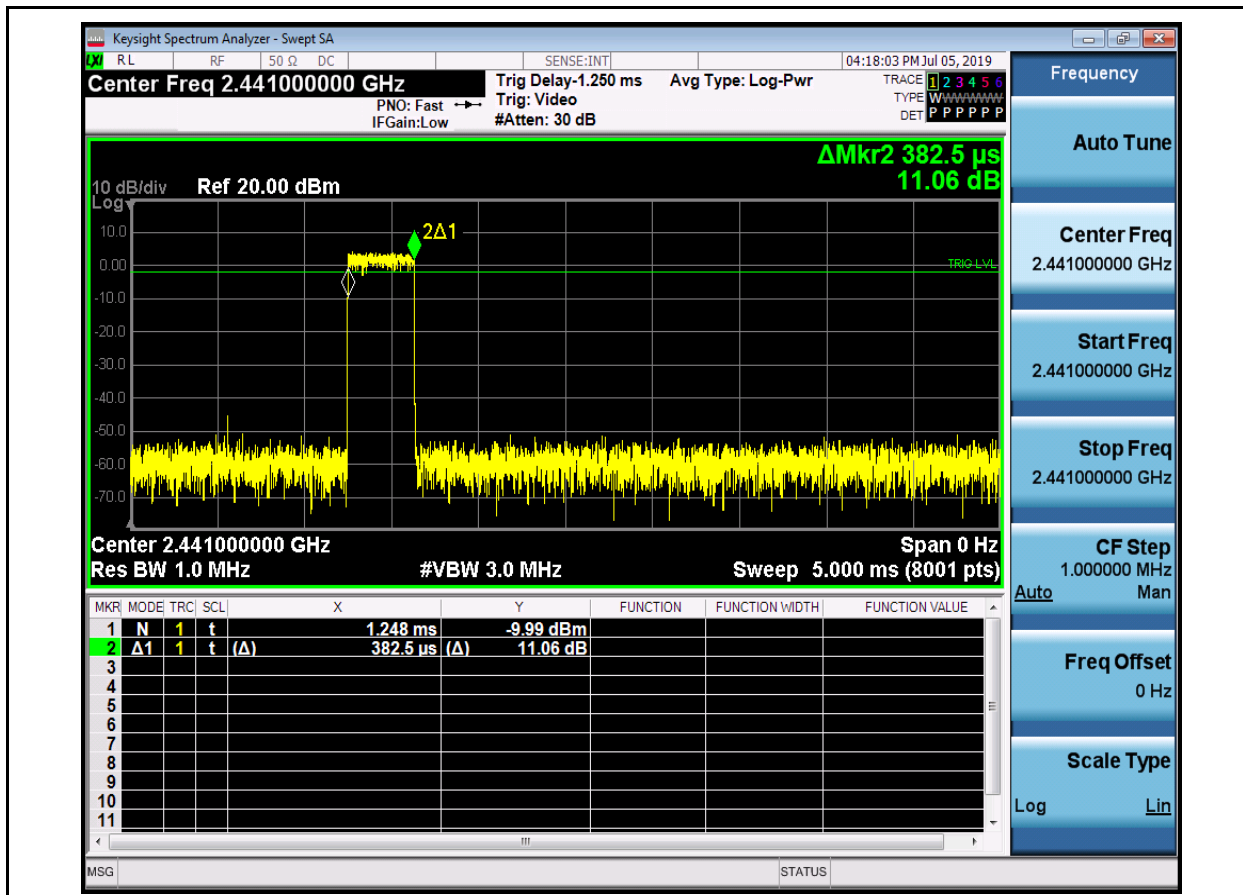 Keysight Spectrum Analyzer - Swept SA
LXI RL RF 50 Ω DC SENSE:INT 04:18:03 PM Jul 05, 2019
Center Freq 2.441000000 GHz
PNO: Fast
IFGain:Low
Trig Delay-1.250 ms
Trig: Video
#Atten: 30 dB
Avg Type: Log-Pwr
TRACE 1 2 3 4 5 6
TYPE WWWWWW
DET P P P P P P
ΔMkr2 382.5 µs
11.06 dB
10 dB/div Ref 20.00 dBm
Log
10.0
0.00
-10.0
-20.0
-30.0
-40.0
-50.0
-60.0
-70.0
2Δ1
TRIG LVL
Center 2.441000000 GHz Span 0 Hz
Res BW 1.0 MHz #VBW 3.0 MHz Sweep 5.000 ms (8001 pts)
MKR MODE TRC SCL X Y FUNCTION FUNCTION WIDTH FUNCTION VALUE
1 N 1 t 1.248 ms -9.99 dBm
2 Δ1 1 t (Δ) 382.5 µs (Δ) 11.06 dB
3
4
5
6
7
8
9
10
11
MSG STATUS
Frequency
Auto Tune
Center Freq
2.441000000 GHz
Start Freq
2.441000000 GHz
Stop Freq
2.441000000 GHz
CF Step
1.000000 MHz
Auto Man
Freq Offset
0 Hz
Scale Type
Log Lin